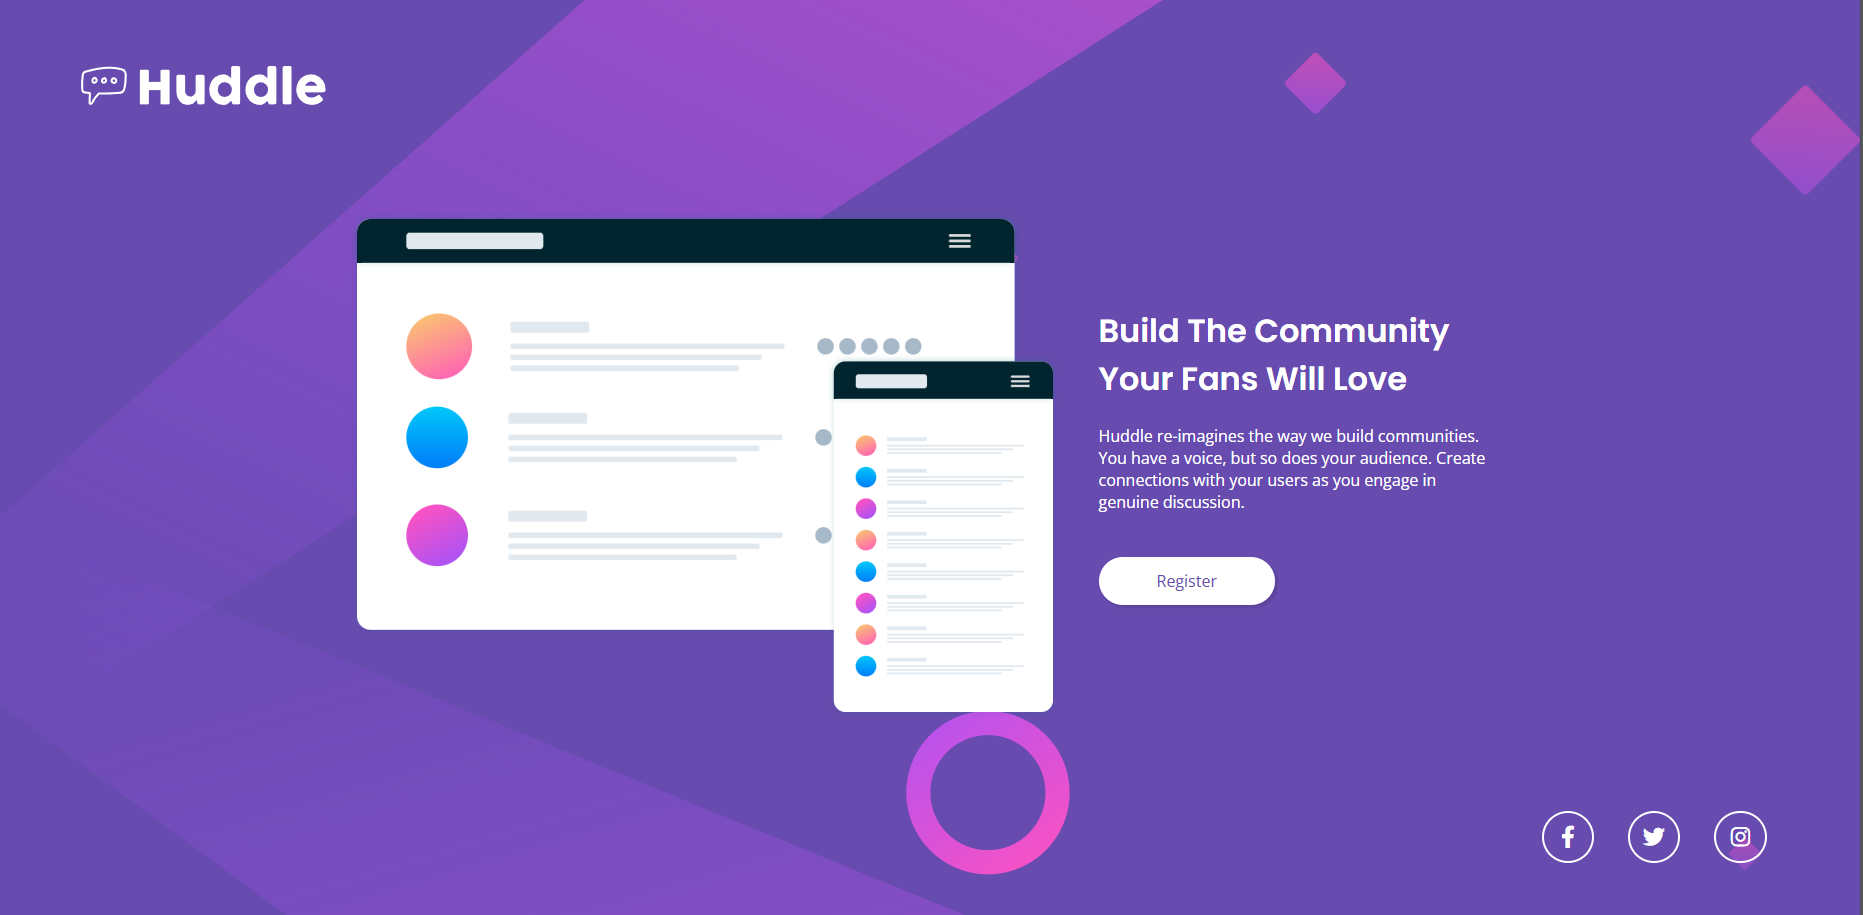 Huddle
Build The Community
Your Fans Will Love
Huddle re-imagines the way we build communities.
You have a voice, but so does your audience. Create
connections with your users as you engage in
genuine discussion.
Register